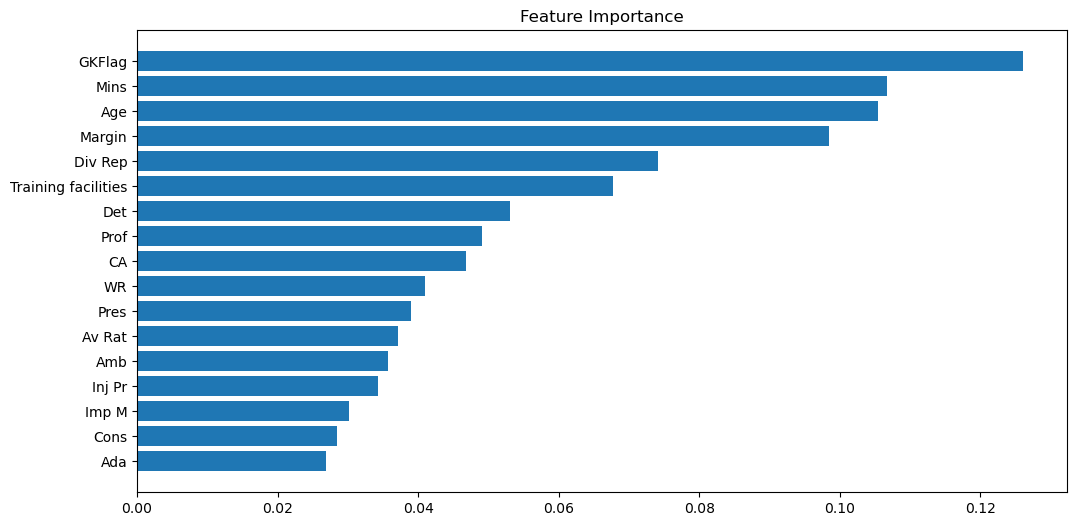 Feature Importance
GKFlag
Mins
Age
Margin
Div Rep
Training facilities
Det
Prof
CA
WR
Pres
Av Rat
Amb
Inj Pr
Imp M
Cons
Ada
0.00 0.02 0.04 0.06 0.08 0.10 0.12